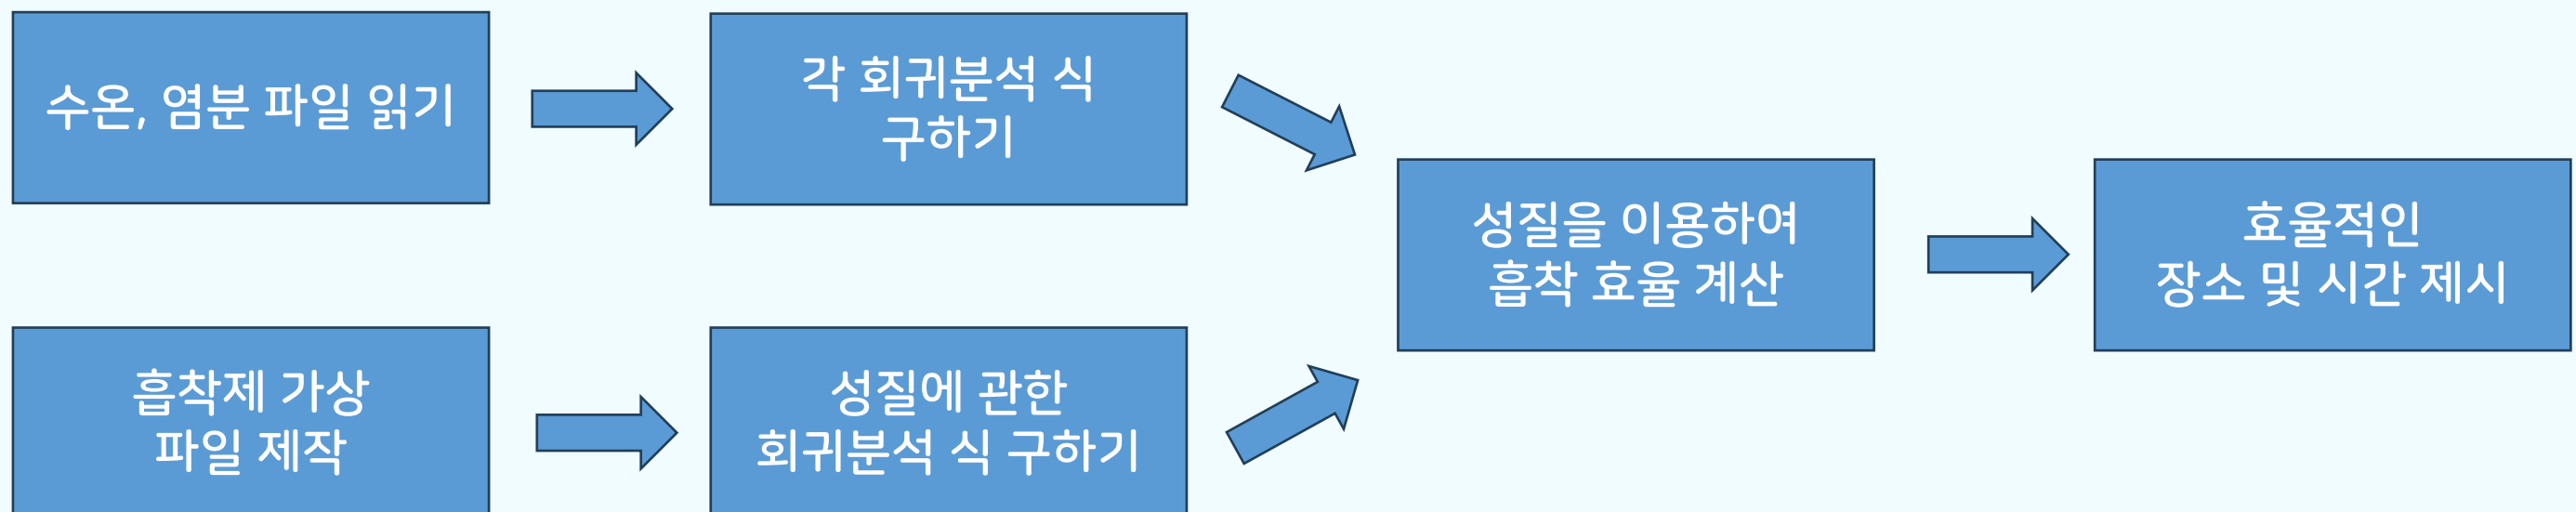 수온, 염분 파일 읽기
각 회귀분석 식
구하기
흡착제 가상
파일 제작
성질에 관한
회귀분석 식 구하기
성질을 이용하여
흡착 효율 계산
효율적인
장소 및 시간 제시